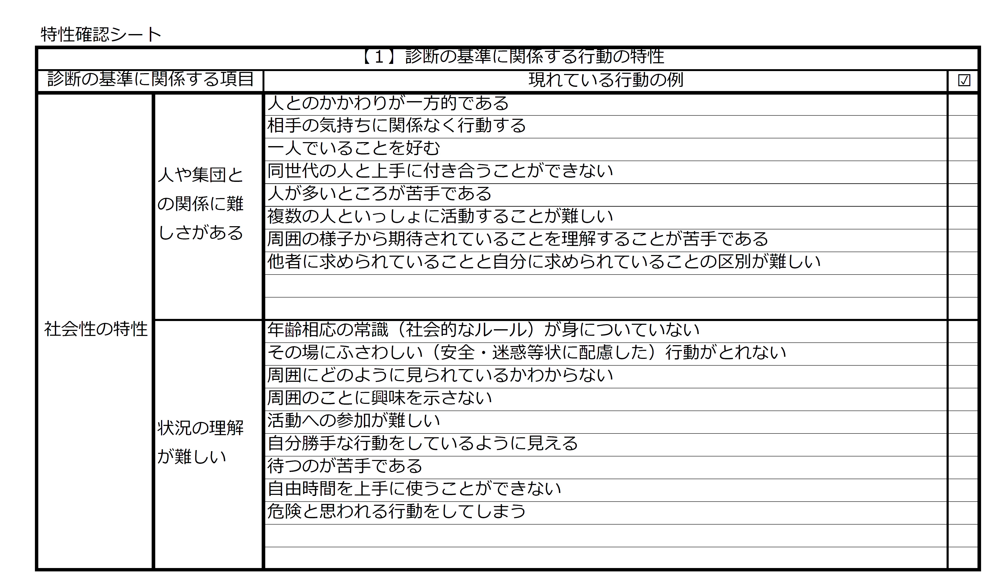 特性確認シート
【１】診断の基準に関係する行動の特性
診断の基準に関係する項目
現れている行動の例
☑
社会性の特性
人や集団と
の関係に難
しさがある
人とのかかわりが一方的である
相手の気持ちに関係なく行動する
一人でいることを好む
同世代の人と上手に付き合うことができない
人が多いところが苦手である
複数の人といっしょに活動することが難しい
周囲の様子から期待されていることを理解することが苦手である
他者に求められていることと自分に求められていることの区別が難しい
状況の理解
が難しい
年齢相応の常識（社会的なルール）が身についていない
その場にふさわしい（安全・迷惑等状に配慮した）行動がとれない
周囲にどのように見られているかわからない
周囲のことに興味を示さない
活動への参加が難しい
自分勝手な行動をしているように見える
待つのが苦手である
自由時間を上手に使うことができない
危険と思われる行動をしてしまう